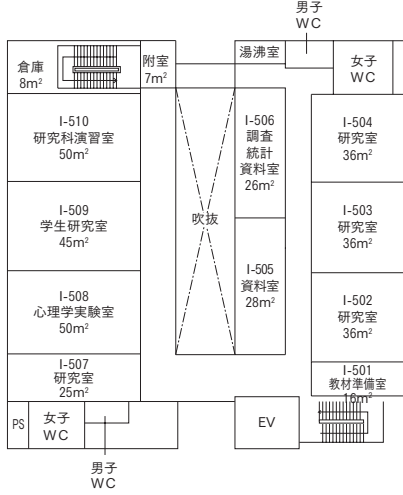 男子
WC
倉庫
8m²
附室
7m²
湯沸室
女子
WC
I-510
研究科演習室
50m²
I-506
調査
統計
資料室
26m²
I-504
研究室
36m²
I-509
学生研究室
45m²
吹抜
I-503
研究室
36m²
I-508
心理学実験室
50m²
I-505
資料室
28m²
I-502
研究室
36m²
I-507
研究室
25m²
I-501
教材準備室
16m²
PS
女子
WC
EV
男子
WC